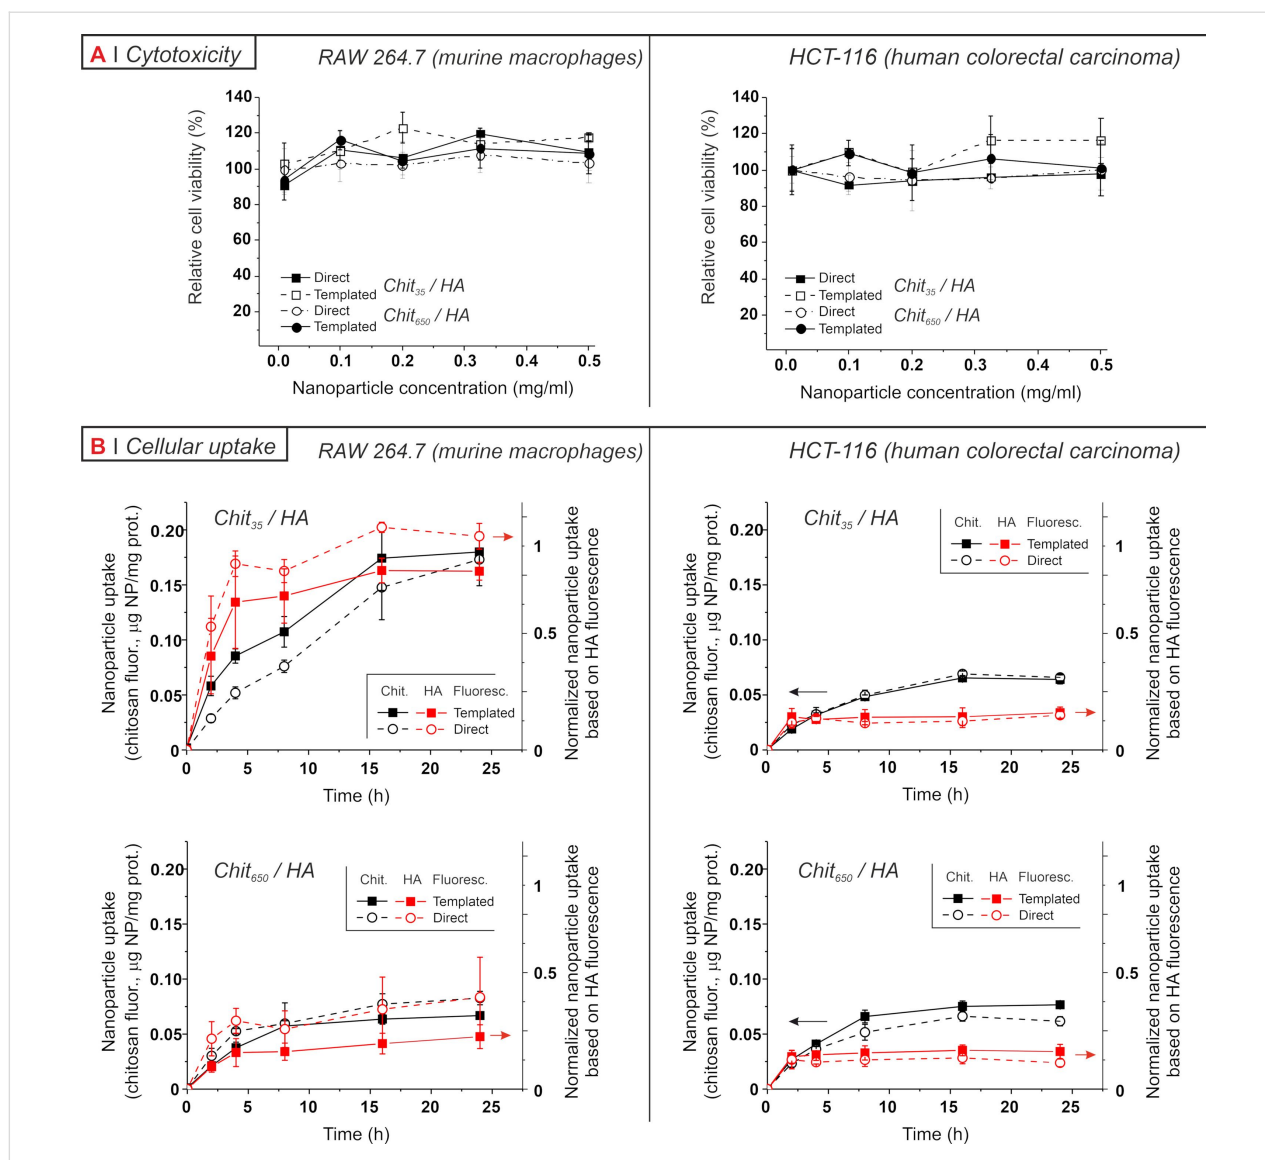 A | Cytotoxicity
RAW 264.7 (murine macrophages)
HCT-116 (human colorectal carcinoma)
Relative cell viability (%)
140
120
100
80
60
40
20
Direct
Templated
Direct
Templated
Chit35 / HA
Chit650 / HA
0.0 0.1 0.2 0.3 0.4 0.5
Nanoparticle concentration (mg/ml)
Relative cell viability (%)
140
120
100
80
60
40
20
Direct
Templated
Direct
Templated
Chit35 / HA
Chit650 / HA
0.0 0.1 0.2 0.3 0.4 0.5
Nanoparticle concentration (mg/ml)
B | Cellular uptake
RAW 264.7 (murine macrophages)
HCT-116 (human colorectal carcinoma)
Nanoparticle uptake
(chitosan fluor., µg NP/mg prot.)
0.20
0.15
0.10
0.05
0
Chit35 / HA
Chit. HA Fluoresc.
Templated
Direct
1
0.5
0
Normalized nanoparticle uptake
based on HA fluorescence
0 5 10 15 20 25
Time (h)
Nanoparticle uptake
(chitosan fluor., µg NP/mg prot.)
0.20
0.15
0.10
0.05
0
Chit35 / HA
Chit. HA Fluoresc.
Templated
Direct
1
0.5
0
Normalized nanoparticle uptake
based on HA fluorescence
0 5 10 15 20 25
Time (h)
Nanoparticle uptake
(chitosan fluor., µg NP/mg prot.)
0.20
0.15
0.10
0.05
0
Chit650 / HA
Chit. HA Fluoresc.
Templated
Direct
1
0.5
0
Normalized nanoparticle uptake
based on HA fluorescence
0 5 10 15 20 25
Time (h)
Nanoparticle uptake
(chitosan fluor., µg NP/mg prot.)
0.20
0.15
0.10
0.05
0
Chit650 / HA
Chit. HA Fluoresc.
Templated
Direct
1
0.5
0
Normalized nanoparticle uptake
based on HA fluorescence
0 5 10 15 20 25
Time (h)